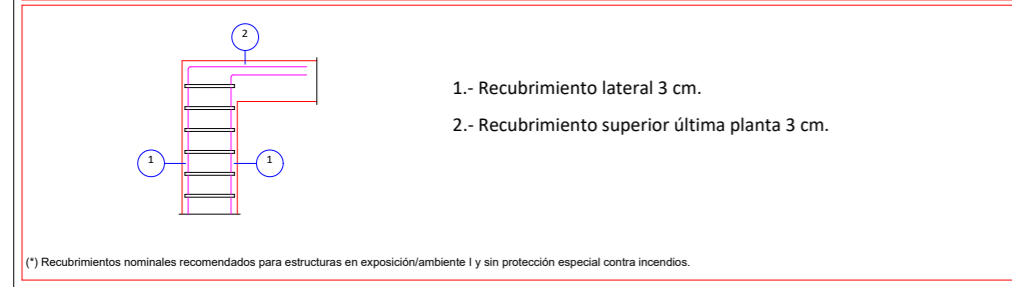 2
1.- Recubrimiento lateral 3 cm.
2.- Recubrimiento superior última planta 3 cm.
1 1
(*) Recubrimientos nominales recomendados para estructuras en exposición/ambiente I y sin protección especial contra incendios.